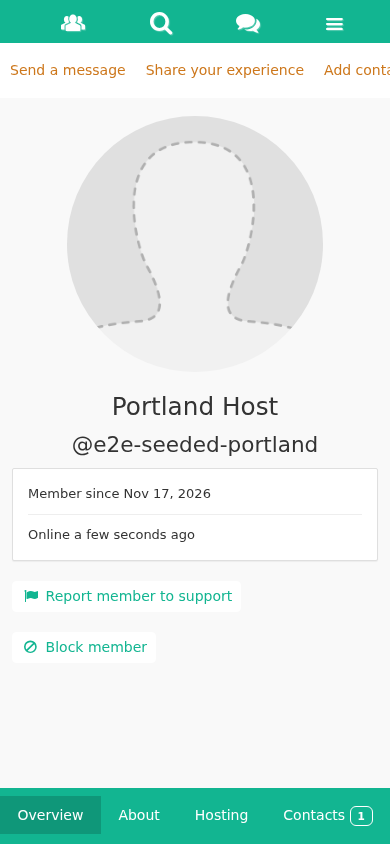 Send a message Share your experience Add conta
Portland Host
@e2e-seeded-portland
Member since Nov 17, 2026
Online a few seconds ago
Report member to support
Block member
Overview About Hosting Contacts 1